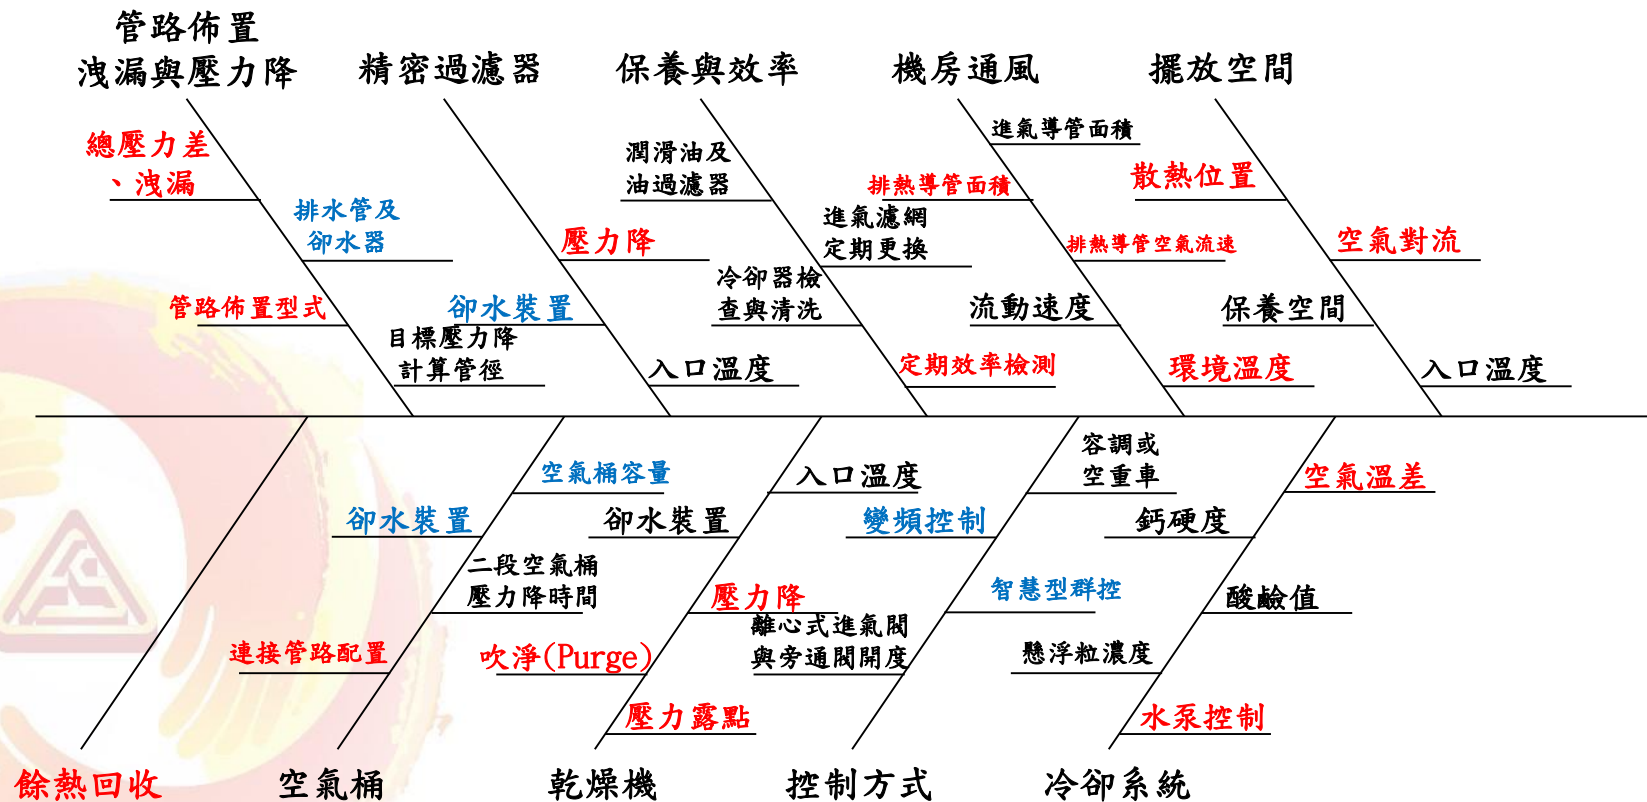 管路佈置
洩漏與壓力降
精密過濾器
保養與效率
機房通風
擺放空間
總壓力差
、洩漏
排水管及
卻水器
管路佈置型式
目標壓力降
計算管徑
壓力降
卻水裝置
入口溫度
潤滑油及
油過濾器
進氣濾網
定期更換
冷卻器檢
查與清洗
定期效率檢測
進氣導管面積
排熱導管面積
排熱導管空氣流速
流動速度
環境溫度
散熱位置
空氣對流
保養空間
入口溫度
空氣桶容量
卻水裝置
二段空氣桶
壓力降時間
連接管路配置
入口溫度
卻水裝置
壓力降
吹淨(Purge)
壓力露點
容調或
空重車
變頻控制
智慧型群控
離心式進氣閥
與旁通閥開度
空氣溫差
鈣硬度
酸鹼值
懸浮粒濃度
水泵控制
餘熱回收
空氣桶
乾燥機
控制方式
冷卻系統